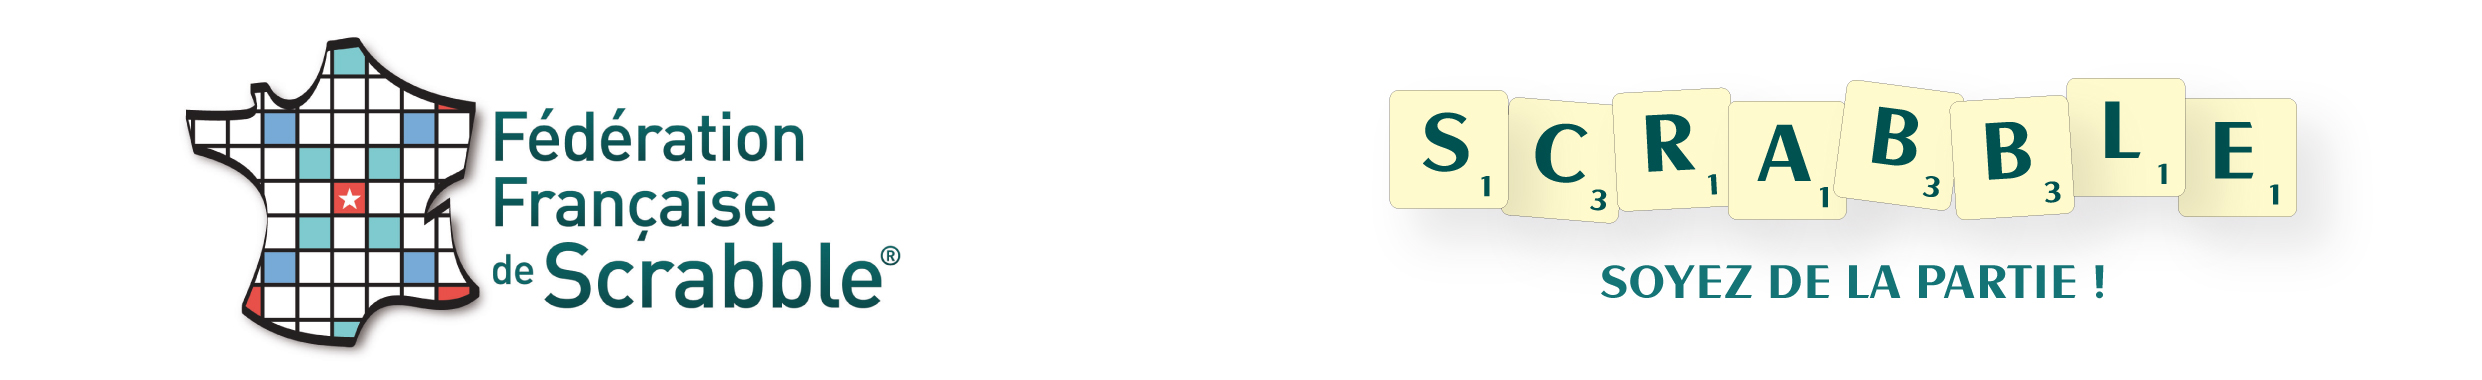 Fédération
Française
de Scrabble®
S1 C3 R1 A1 B3 B3 L1 E1
SOYEZ DE LA PARTIE !